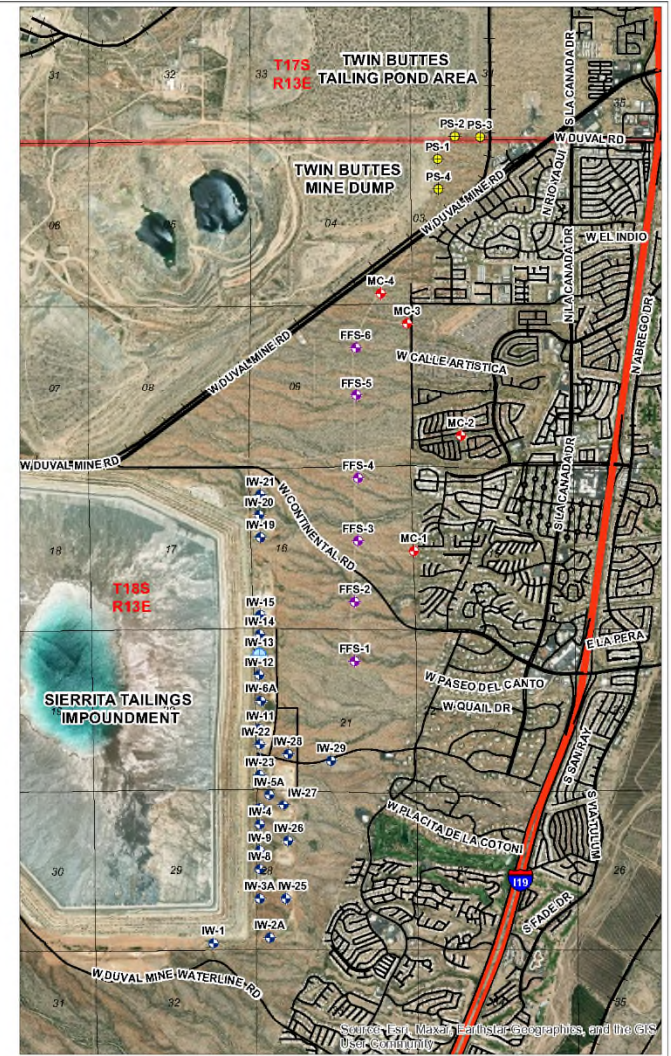 31
32
33
T17S
R13E
TWIN BUTTES
TAILING POND AREA
35
S LA CANADA DR
PS-2
PS-3
W DUVAL RD
PS-1
TWIN BUTTES
MINE DUMP
PS-4
N RIO YAQUI
04
03
W DUVAL MINE RD
W EL INDIO
N LA CANADA DR
N ABREGO DR
MC-4
MC-3
FFS-6
W DUVAL MINE RD
W CALLE ARTISTICA
07
08
09
FFS-5
MC-2
W DUVAL MINE RD
FFS-4
S LA CANADA DR
IW-21
IW-20
IW-19
W CONTINENTAL RD
FFS-3
MC-1
18
17
16
T18S
R13E
FFS-2
IW-15
IW-14
IW-13
IW-12
FFS-1
E LA PERA
W PASEO DEL CANTO
SIERRITA TAILINGS
IMPOUNDMENT
IW-6A
IW-11
W QUAIL DR
21
IW-22
IW-28
IW-29
S SAN RAY
IW-23
IW-5A
IW-27
S VIA TULUM
IW-4
W PLACITA DE LA COTONI
IW-26
IW-9
IW-8
30
29
28
26
I19
IW-3A
IW-25
S FADE DR
IW-1
IW-2A
W DUVAL MINE WATERLINE RD
31
32
35
Source: Esri, Maxar, Earthstar Geographics, and the GIS
User Community